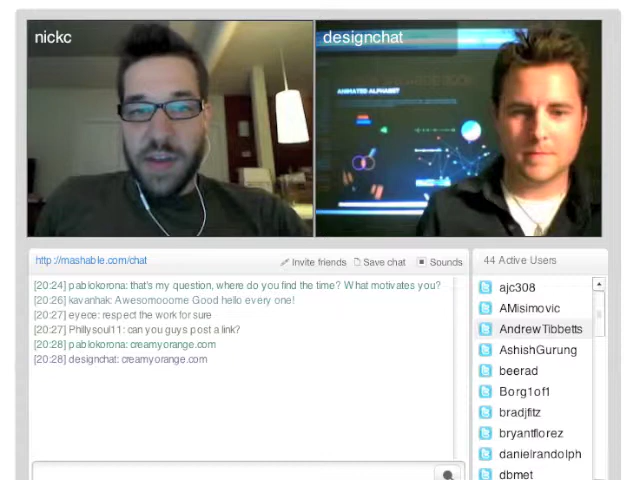 nickc
designchat
ANIMATED ALPHABET
http://mashable.com/chat
Invite friends
Save chat
Sounds
44 Active Users
[20:24] pablokorona: that's my question, where do you find the time? What motivates you?
[20:26] kavanhak: Awesomooome Good hello every one!
[20:27] eyece: respect the work for sure
[20:27] Phillysoul11: can you guys post a link?
[20:28] pablokorona: creamyorange.com
[20:28] designchat: creamyorange.com
ajc308
AMisimovic
AndrewTibbetts
AshishGurung
beerad
Borg1of1
bradjfitz
bryantflorez
danielrandolph
dbmet